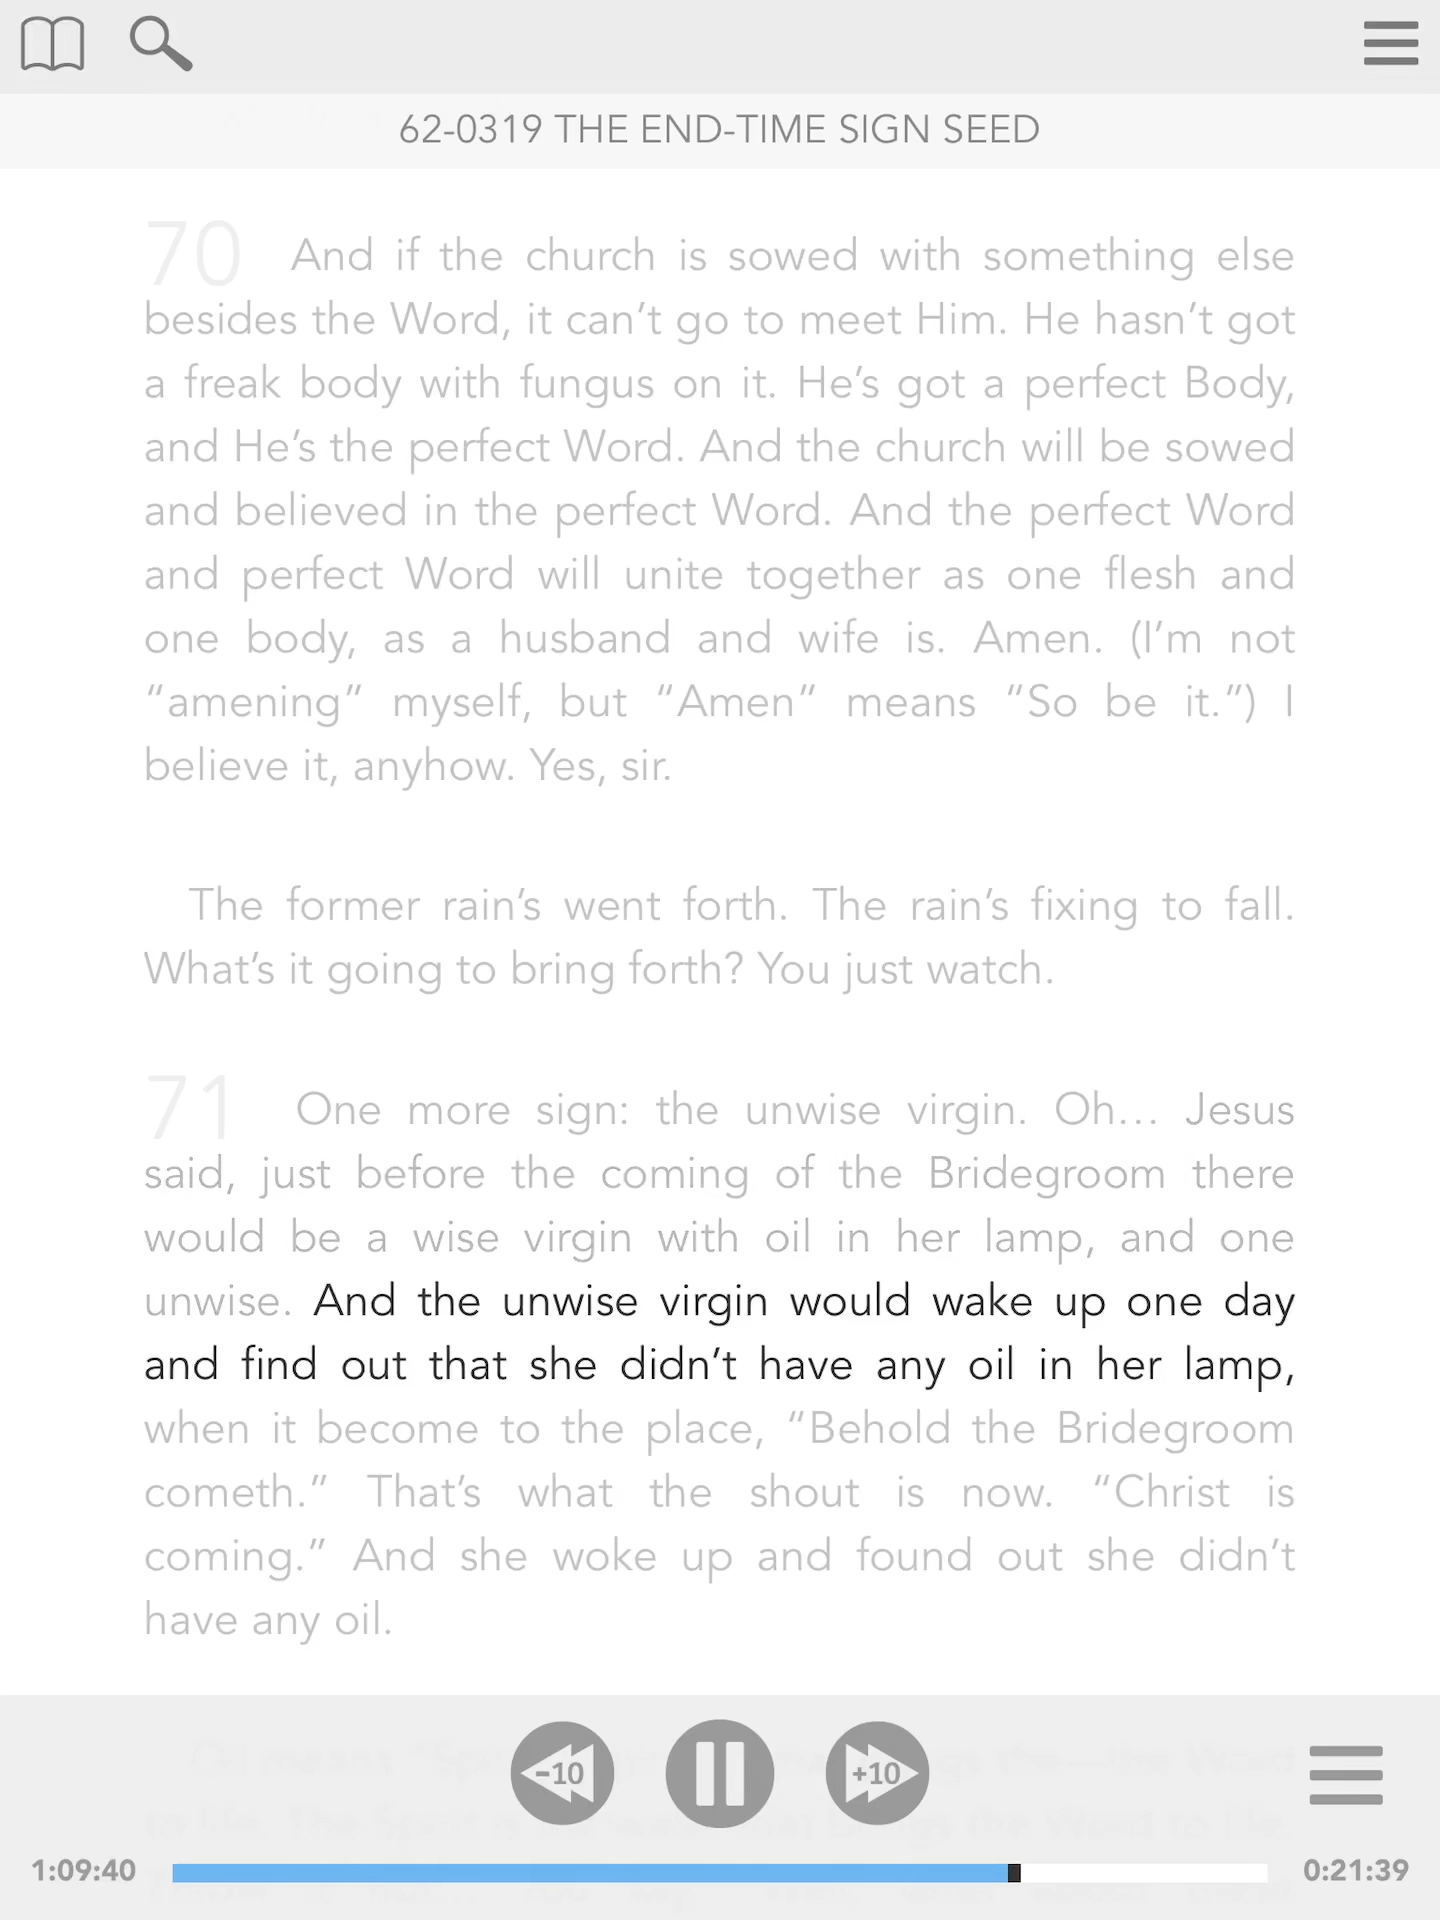 62-0319 THE END-TIME SIGN SEED
70 And if the church is sowed with something else
besides the Word, it can’t go to meet Him. He hasn’t got
a freak body with fungus on it. He’s got a perfect Body,
and He’s the perfect Word. And the church will be sowed
and believed in the perfect Word. And the perfect Word
and perfect Word will unite together as one flesh and
one body, as a husband and wife is. Amen. (I’m not
“amening” myself, but “Amen” means “So be it.”) I
believe it, anyhow. Yes, sir.
The former rain’s went forth. The rain’s fixing to fall.
What’s it going to bring forth? You just watch.
71 One more sign: the unwise virgin. Oh… Jesus
said, just before the coming of the Bridegroom there
would be a wise virgin with oil in her lamp, and one
unwise. And the unwise virgin would wake up one day
and find out that she didn’t have any oil in her lamp,
when it become to the place, “Behold the Bridegroom
cometh.” That’s what the shout is now. “Christ is
coming.” And she woke up and found out she didn’t
have any oil.
-10 +10
1:09:40 0:21:39